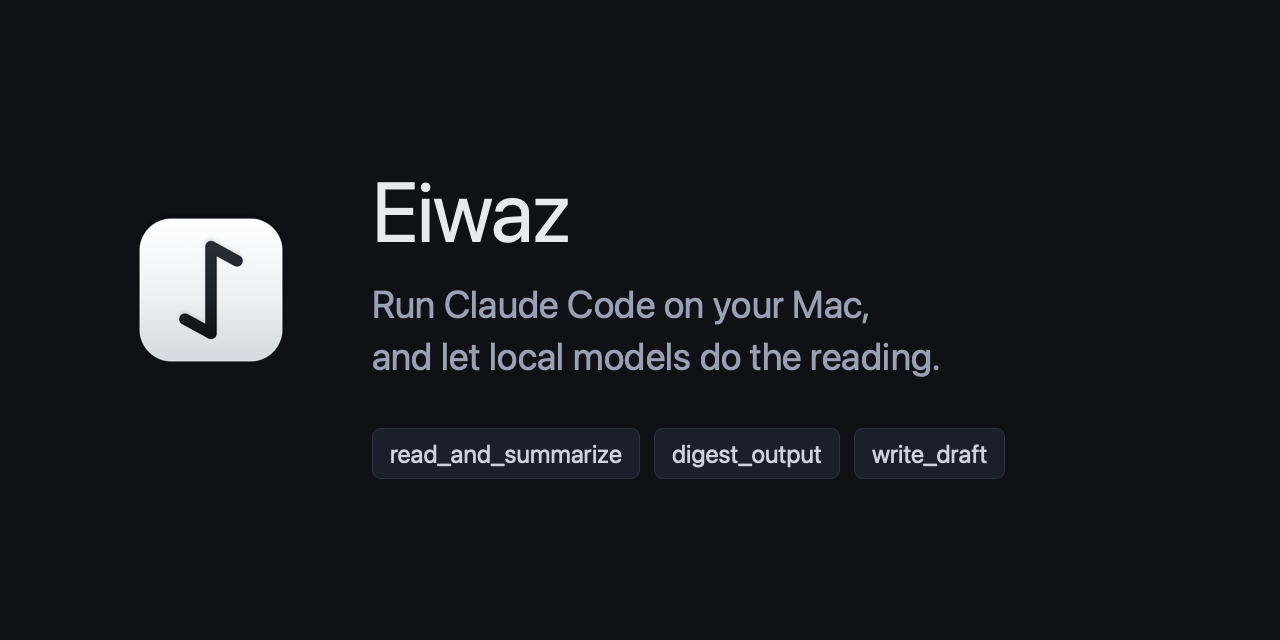 Eiwaz
Run Claude Code on your Mac,
and let local models do the reading.
read_and_summarize digest_output write_draft